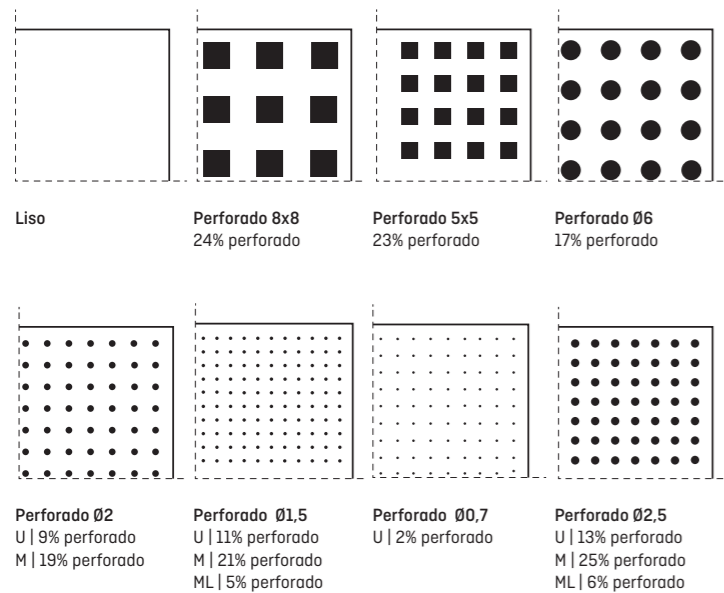 Liso
Perforado 8x8
24% perforado
Perforado 5x5
23% perforado
Perforado Ø6
17% perforado
Perforado Ø2
U | 9% perforado
M | 19% perforado
Perforado Ø1,5
U | 11% perforado
M | 21% perforado
ML | 5% perforado
Perforado Ø0,7
U | 2% perforado
Perforado Ø2,5
U | 13% perforado
M | 25% perforado
ML | 6% perforado